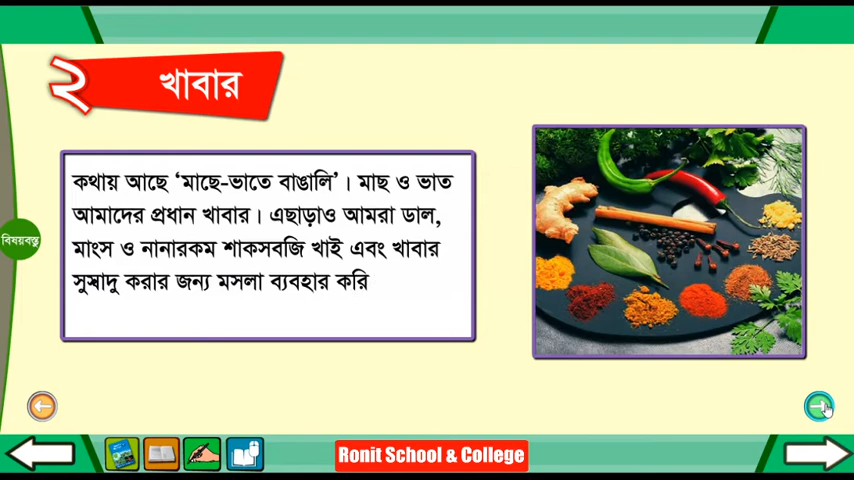 ২ খাবার
কথায় আছে ‘মাছে-ভাতে বাঙালি’। মাছ ও ভাত
আমাদের প্রধান খাবার। এছাড়াও আমরা ডাল,
মাংস ও নানারকম শাকসবজি খাই এবং খাবার
সুস্বাদু করার জন্য মসলা ব্যবহার করি
বিষয়বস্তু
Ronit School & College